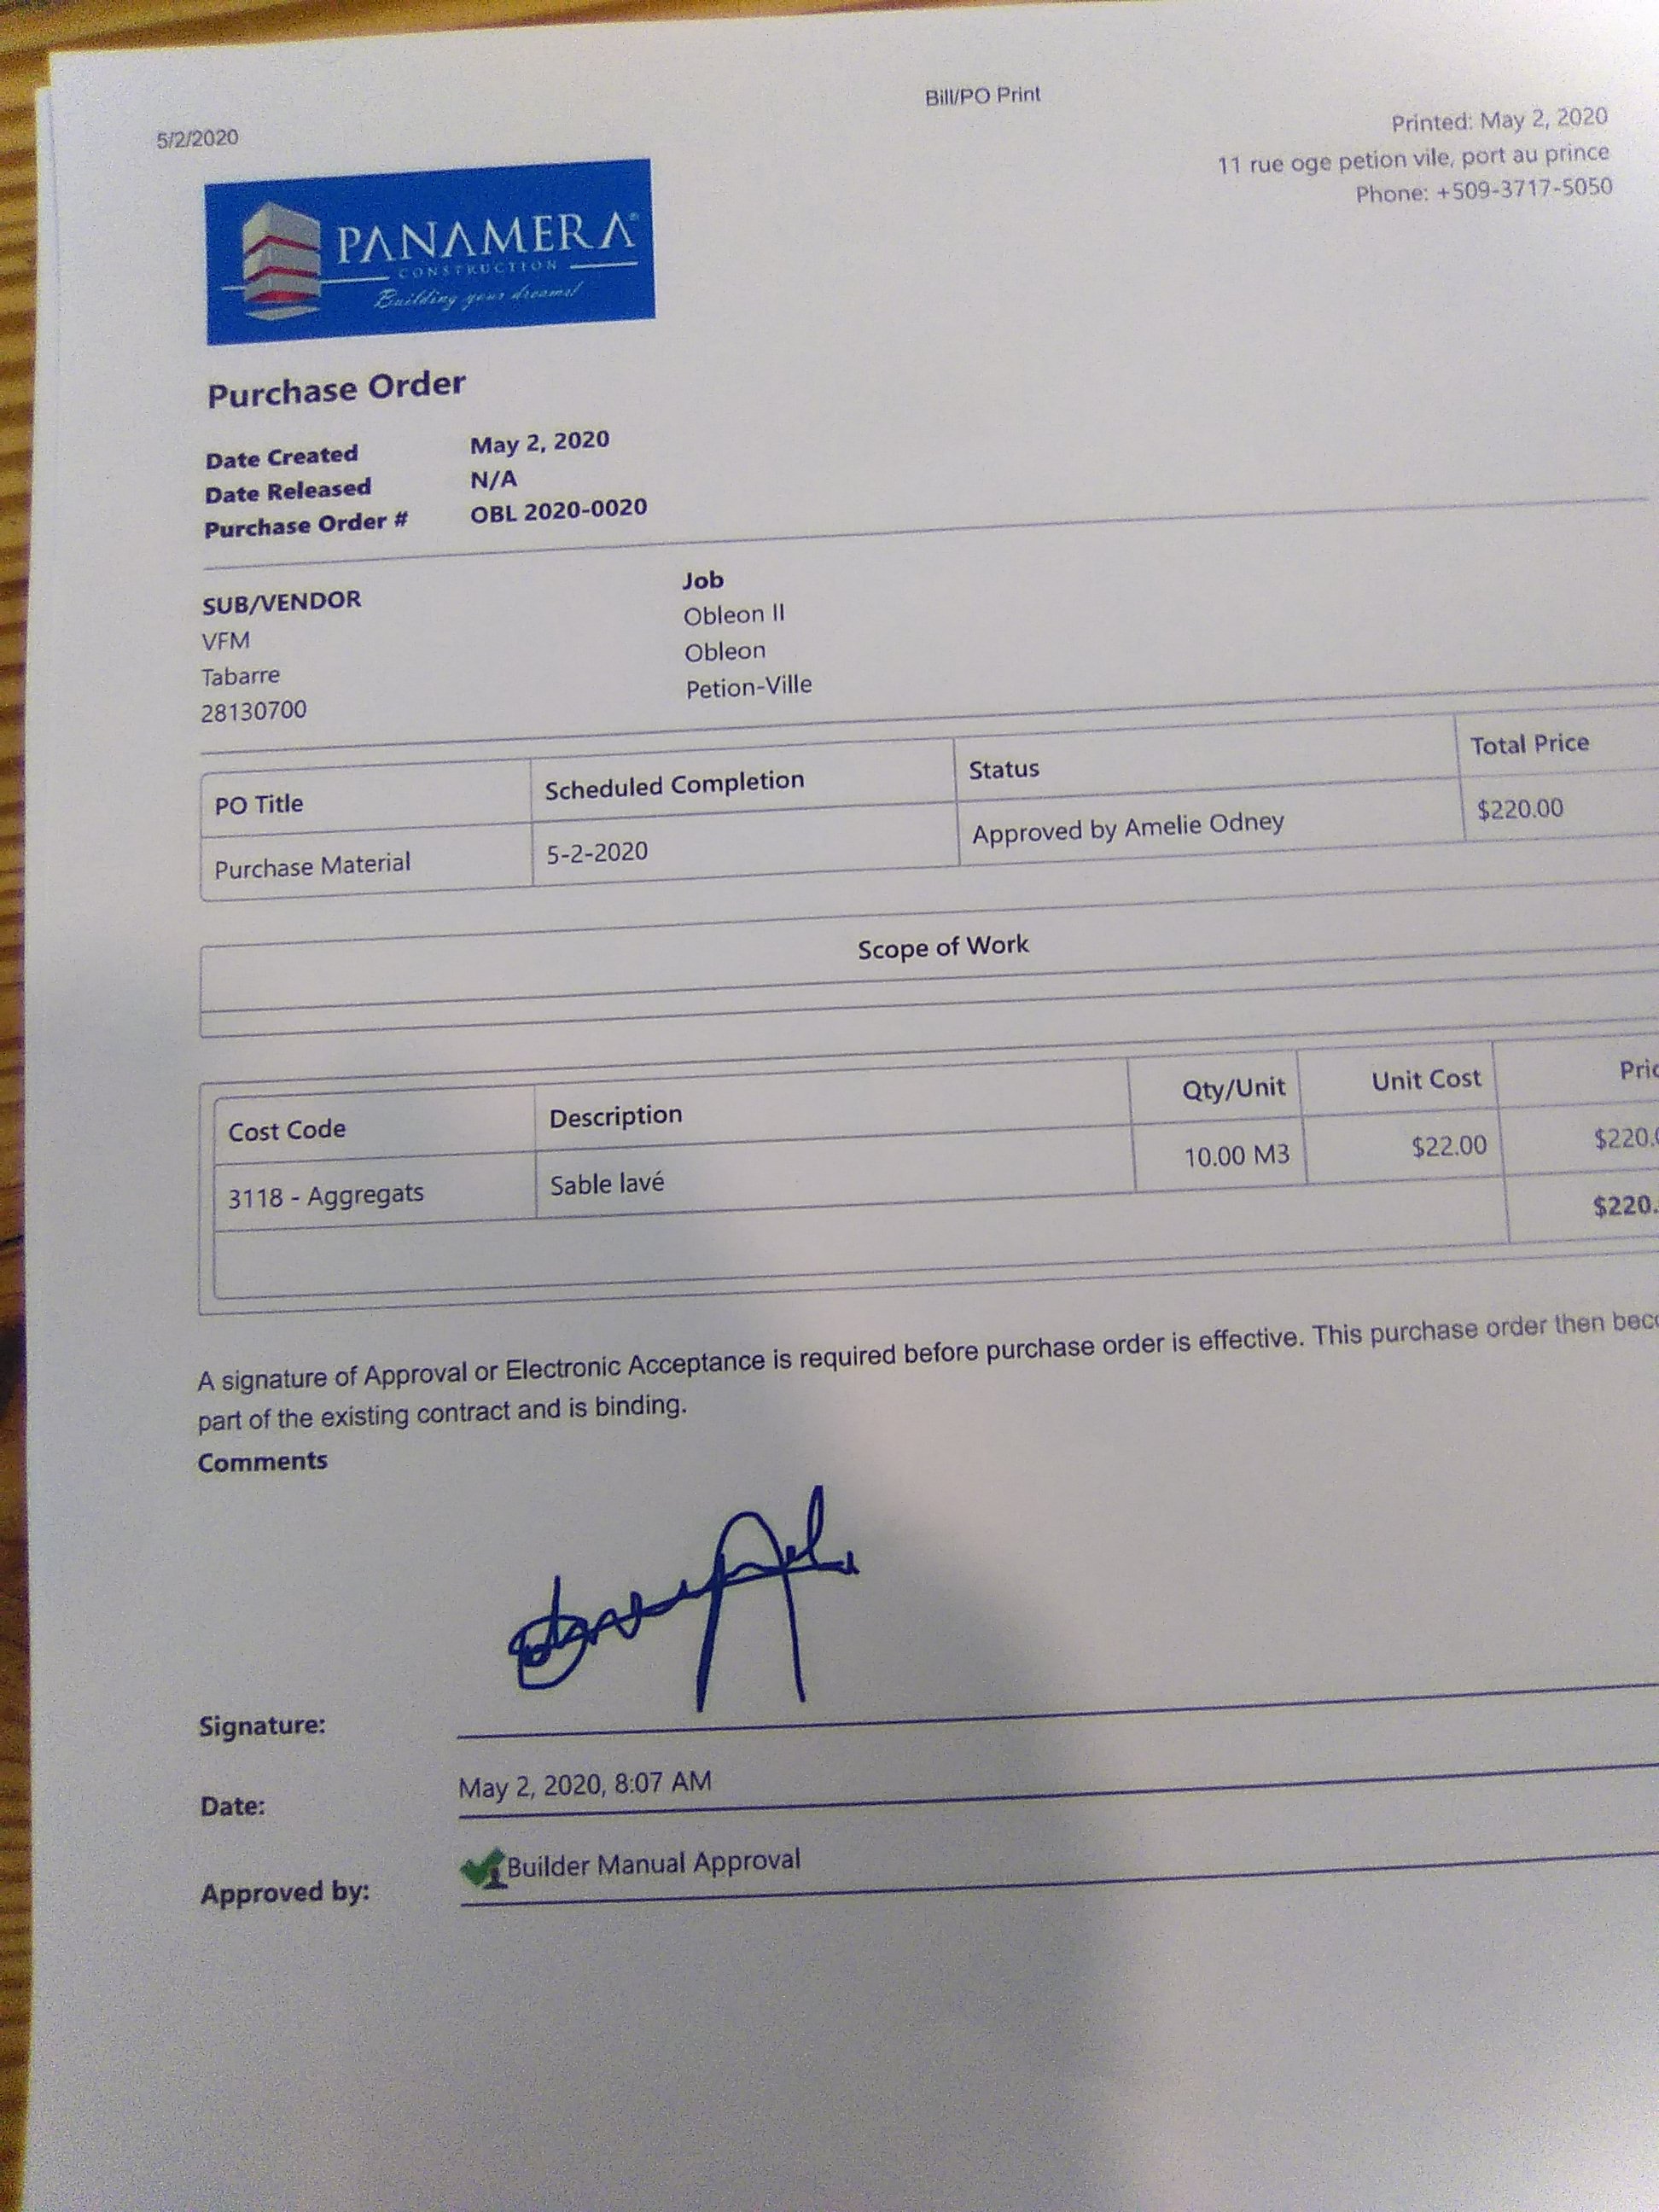 Bill/PO Print
5/2/2020
Printed: May 2, 2020
11 rue oge petion vile, port au prince
Phone: +509-3717-5050
PANAMERA®
CONSTRUCTION
Building your dreams!
Purchase Order
Date Created May 2, 2020
Date Released N/A
Purchase Order # OBL 2020-0020
SUB/VENDOR
VFM
Tabarre
28130700
Job
Obleon II
Obleon
Petion-Ville
PO Title Scheduled Completion Status Total Price
Purchase Material 5-2-2020 Approved by Amelie Odney $220.00
Scope of Work
Cost Code Description Qty/Unit Unit Cost Pric
3118 - Aggregats Sable lavé 10.00 M3 $22.00 $220.0
$220.
A signature of Approval or Electronic Acceptance is required before purchase order is effective. This purchase order then beco
part of the existing contract and is binding.
Comments
Signature:
Date: May 2, 2020, 8:07 AM
Approved by: Builder Manual Approval